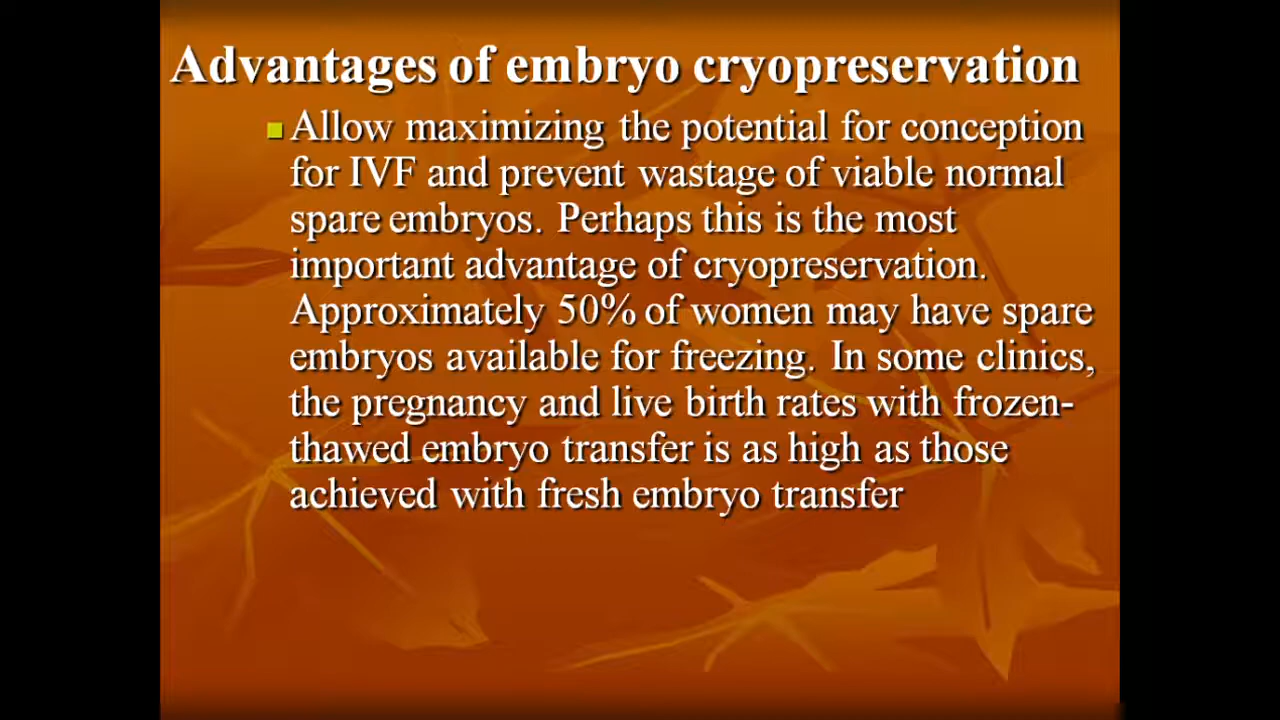 Advantages of embryo cryopreservation
Allow maximizing the potential for conception
for IVF and prevent wastage of viable normal
spare embryos. Perhaps this is the most
important advantage of cryopreservation.
Approximately 50% of women may have spare
embryos available for freezing. In some clinics,
the pregnancy and live birth rates with frozen-
thawed embryo transfer is as high as those
achieved with fresh embryo transfer